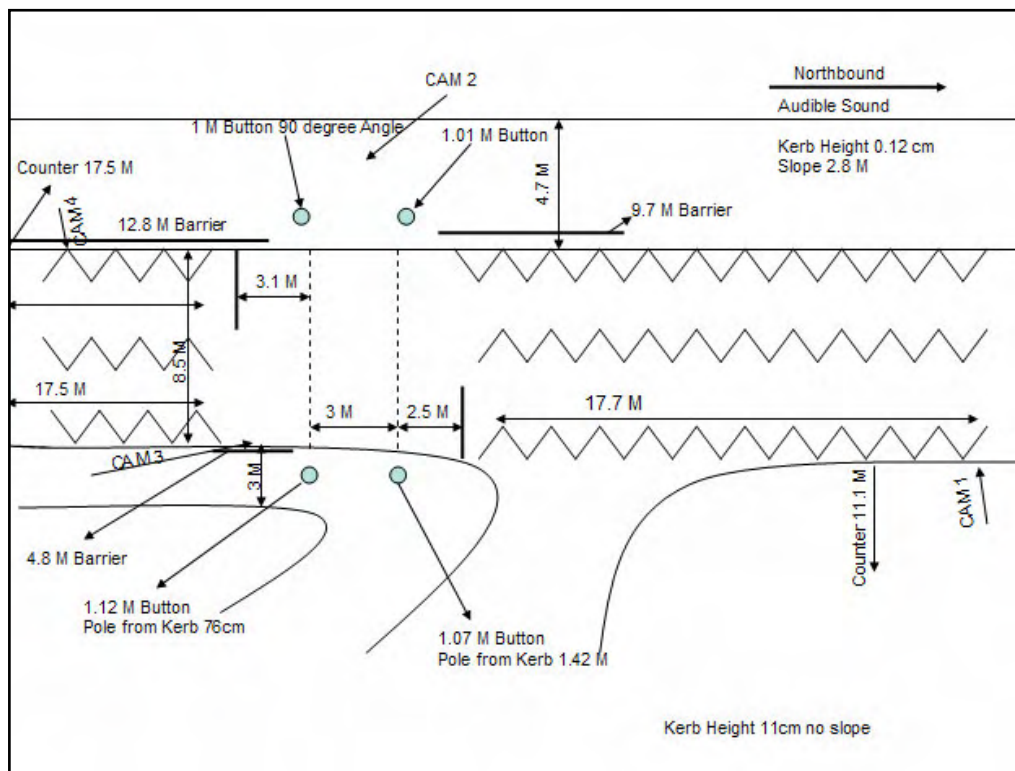 Northbound
CAM 2
Audible Sound
1 M Button 90 degree Angle
1.01 M Button
Kerb Height 0.12 cm
Slope 2.8 M
4.7 M
Counter 17.5 M
CAM 4
12.8 M Barrier
9.7 M Barrier
3.1 M
8.5 M
17.5 M
3 M
2.5 M
17.7 M
CAM 3
3 M
Counter 11.1 M
CAM 1
4.8 M Barrier
1.12 M Button
Pole from Kerb 76cm
1.07 M Button
Pole from Kerb 1.42 M
Kerb Height 11cm no slope